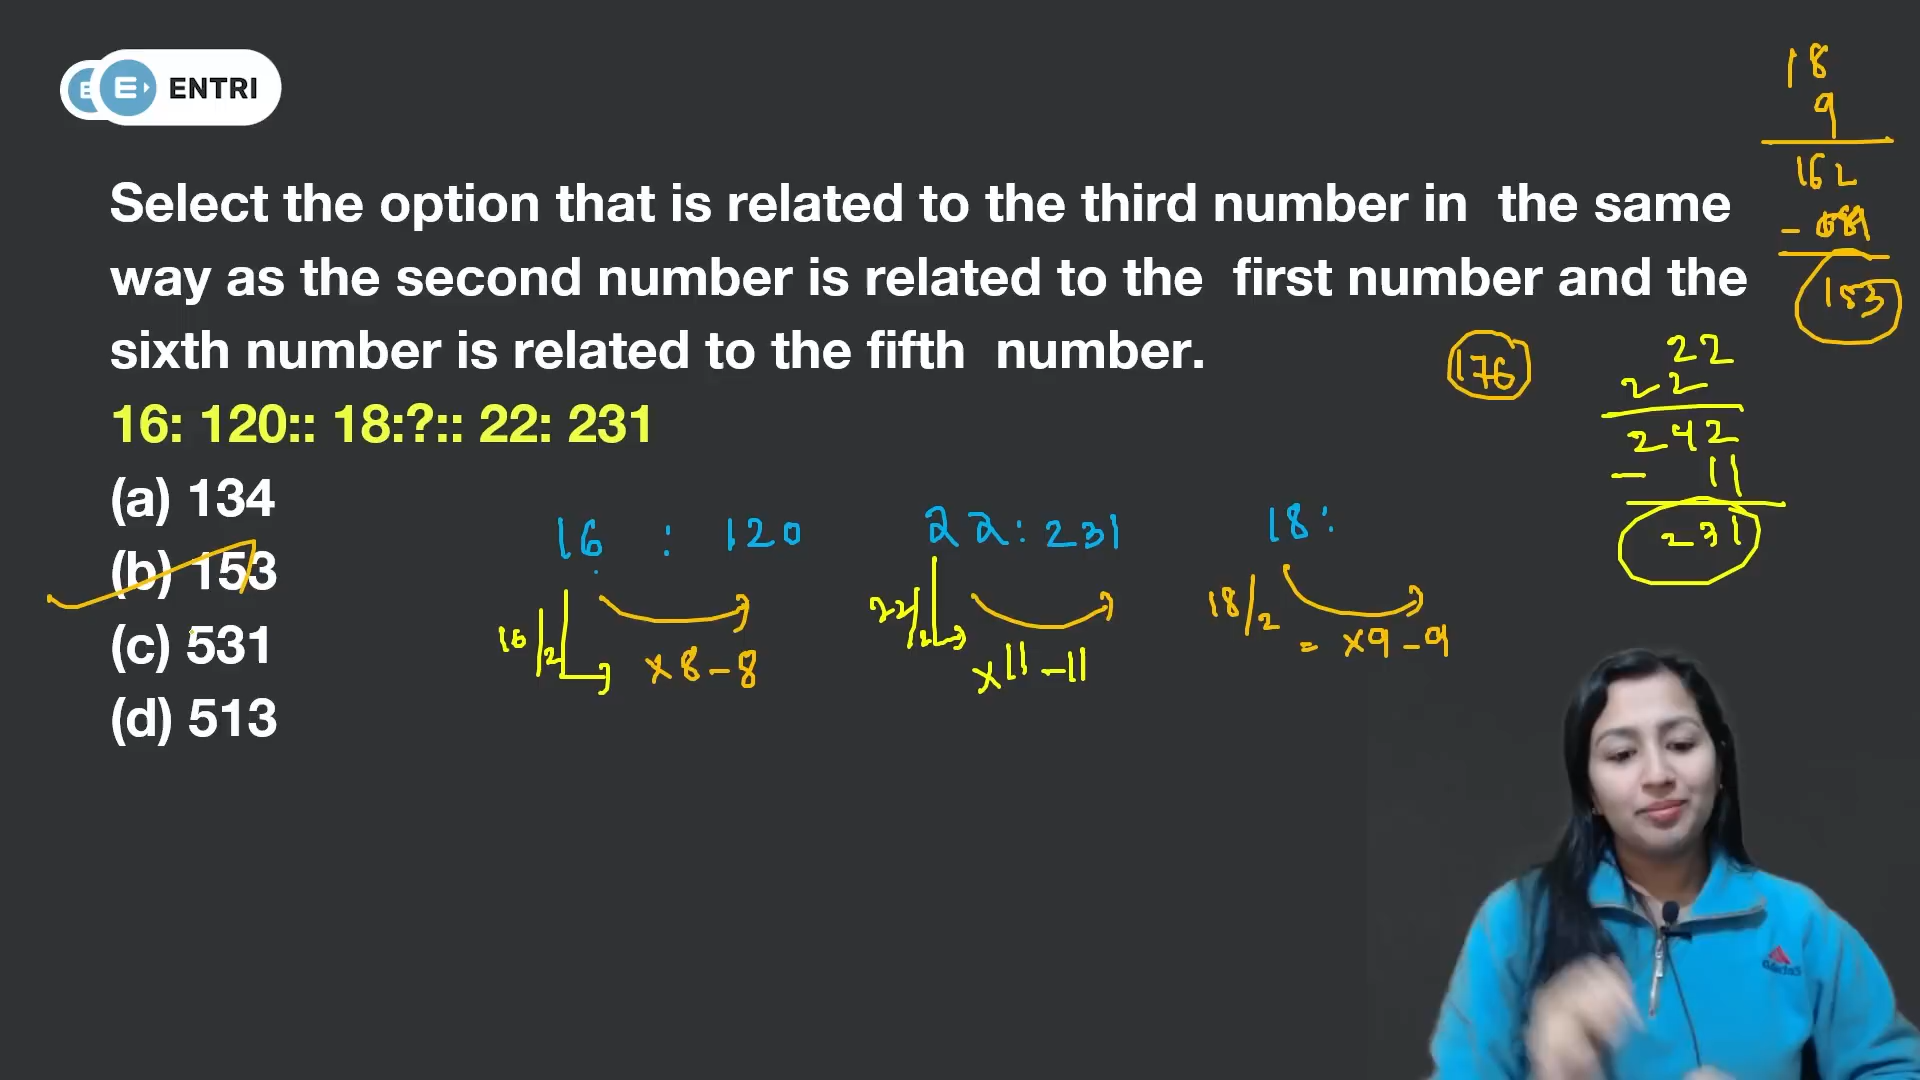 ENTRI
Select the option that is related to the third number in the same
way as the second number is related to the first number and the
sixth number is related to the fifth number.
16: 120:: 18:?:: 22: 231
(a) 134
(b) 153
(c) 531
(d) 513
16 : 120
16/2
×8-8
22:231
22/2
×11-11
18:
18/2
= ×9-9
176
18
9
162
-
153
22
22
242
- 11
231
adidas